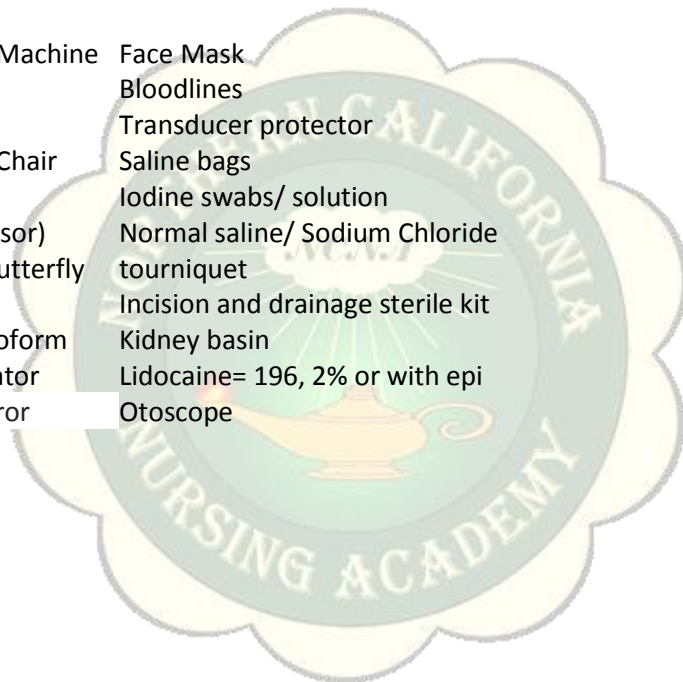 Machine Face Mask
Bloodlines
Transducer protector
Chair Saline bags
Iodine swabs/ solution
sor) Normal saline/ Sodium Chloride
utterfly tourniquet
Incision and drainage sterile kit
oform Kidney basin
ator Lidocaine= 196, 2% or with epi
ror Otoscope
NORTHERN CALIFORNIA
NCNA
NURSING ACADEMY